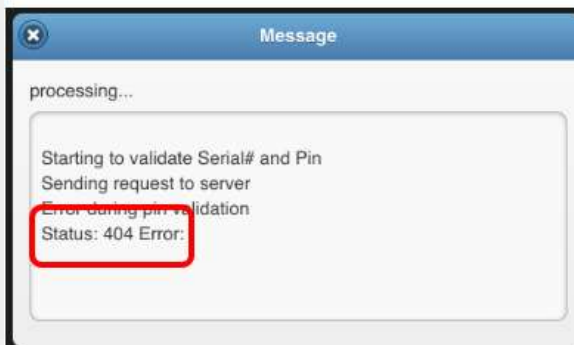 Message
processing...
Starting to validate Serial# and Pin
Sending request to server
Error during pin validation
Status: 404 Error: